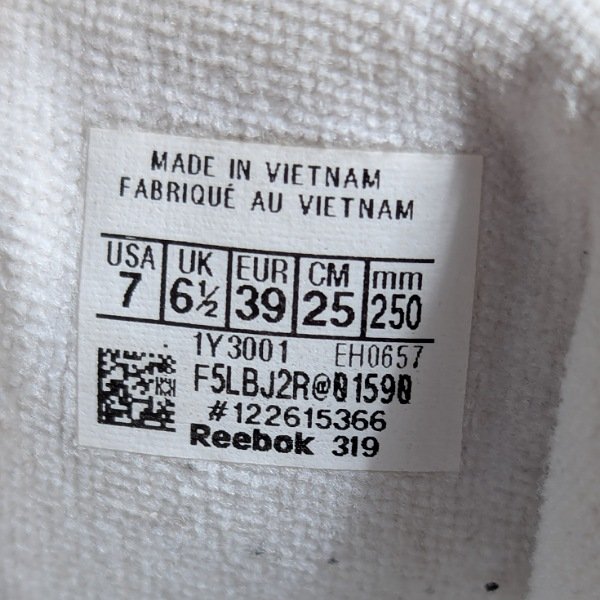 MADE IN VIETNAM
FABRIQUÉ AU VIETNAM
USA UK EUR CM mm
7 6½ 39 25 250
1Y3001 EH0657
F5LBJ2R@01590
#122615366
Reebok 319